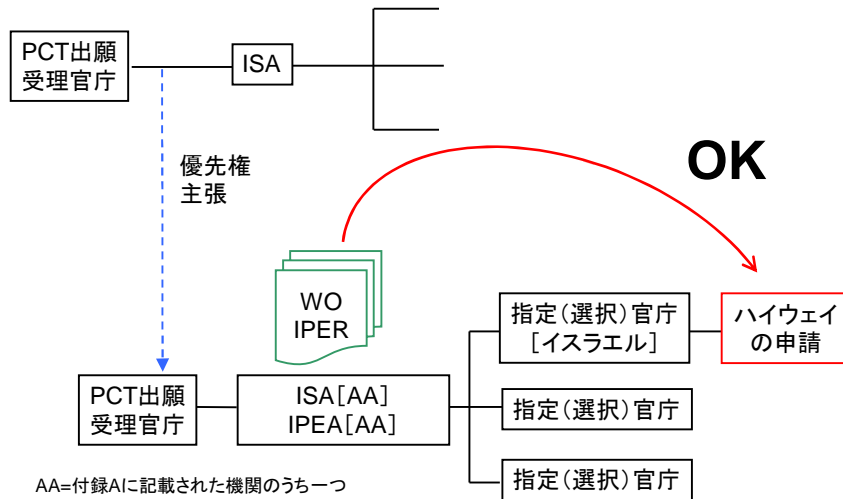 PCT出願
受理官庁
ISA
OK
優先権
主張
WO
IPER
指定(選択)官庁
[イスラエル]
ハイウェイ
の申請
PCT出願
受理官庁
ISA[AA]
IPEA[AA]
指定(選択)官庁
指定(選択)官庁
AA=付録Aに記載された機関のうち一つ